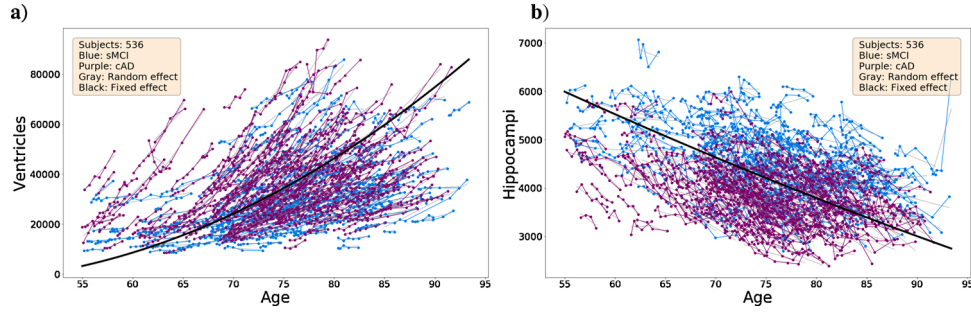 a)
Subjects: 536
Blue: sMCI
Purple: cAD
Gray: Random effect
Black: Fixed effect
Ventricles
80000
60000
40000
20000
0
55 60 65 70 75 80 85 90 95
Age
b)
Subjects: 536
Blue: sMCI
Purple: cAD
Gray: Random effect
Black: Fixed effect
Hippocampi
7000
6000
5000
4000
3000
55 60 65 70 75 80 85 90 95
Age